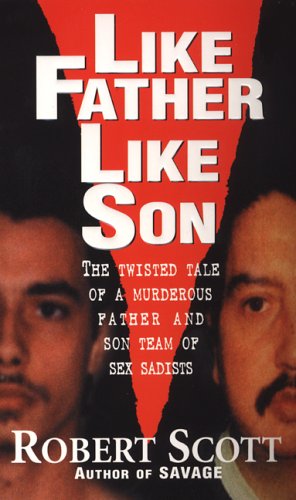 LIKE
FATHER
LIKE
SON
THE TWISTED TALE
OF A MURDEROUS
FATHER AND
SON TEAM OF
SEX SADISTS
ROBERT SCOTT
AUTHOR OF SAVAGE